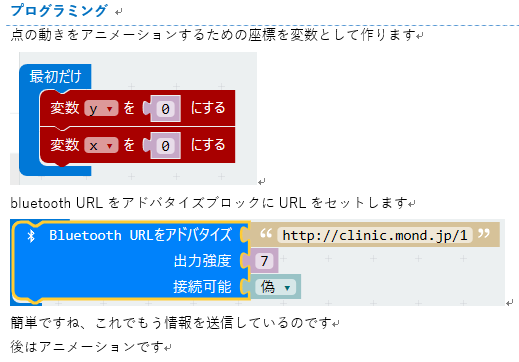 プログラミング
点の動きをアニメーションするための座標を変数として作ります
最初だけ
変数 y ▼ を 0 にする
変数 x ▼ を 0 にする
bluetooth URL をアドバタイズブロックに URL をセットします
Bluetooth URLをアドバタイズ “ http://clinic.mond.jp/1 ”
出力強度 7
接続可能 偽 ▼
簡単ですね、これでもう情報を送信しているのです
後はアニメーションです